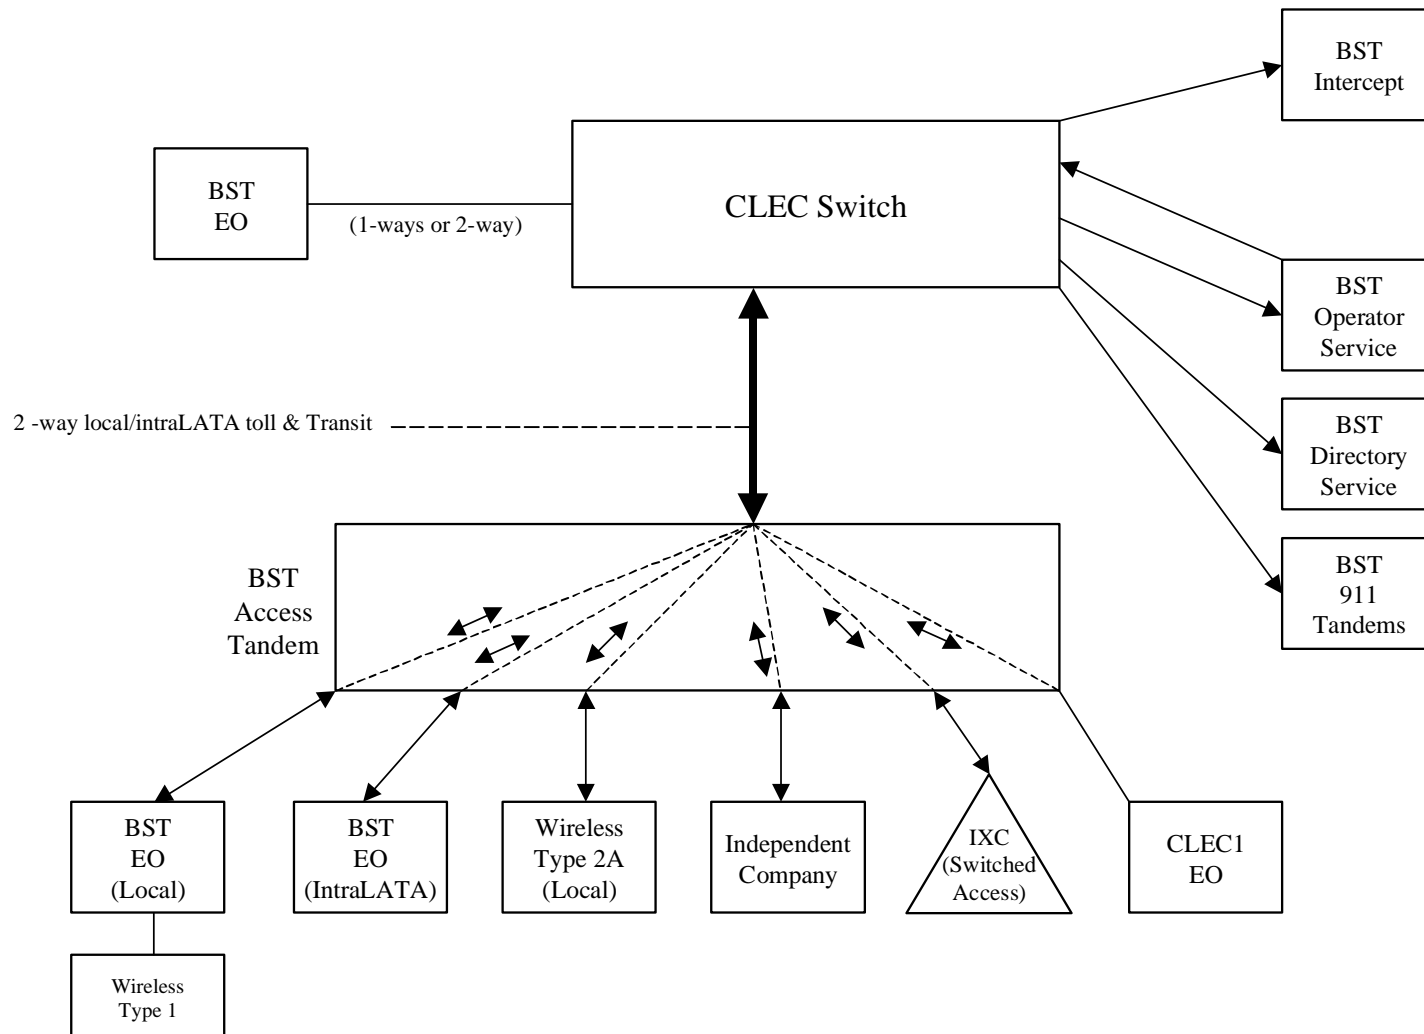 BST
Intercept
BST
EO
(1-ways or 2-way)
CLEC Switch
BST
Operator
Service
2 -way local/intraLATA toll & Transit
BST
Directory
Service
BST
911
Tandems
BST
Access
Tandem
BST
EO
(Local)
BST
EO
(IntraLATA)
Wireless
Type 2A
(Local)
Independent
Company
IXC
(Switched
Access)
CLEC1
EO
Wireless
Type 1